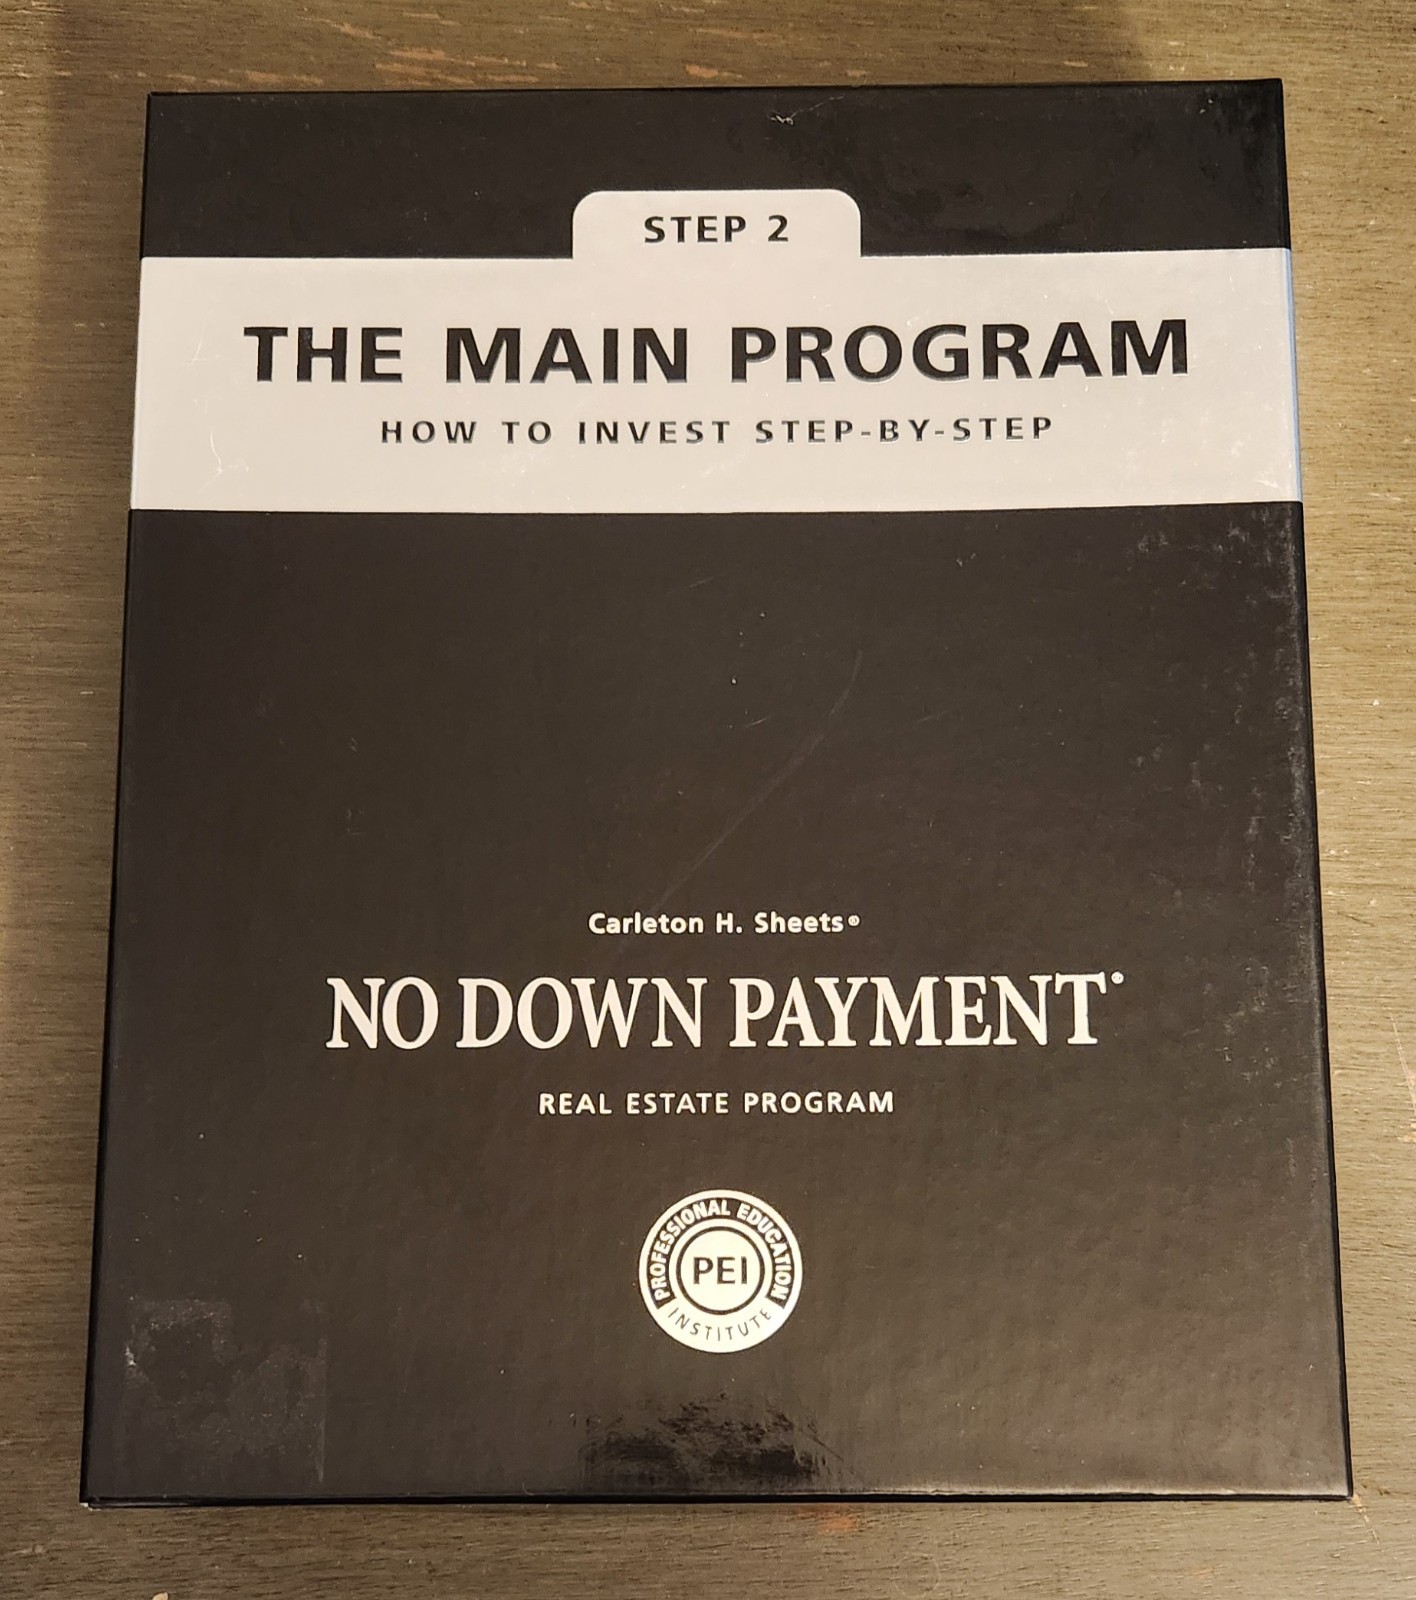 STEP 2
THE MAIN PROGRAM
HOW TO INVEST STEP-BY-STEP
Carleton H. Sheets®
NO DOWN PAYMENT®
REAL ESTATE PROGRAM
PROFESSIONAL EDUCATION
PEI
INSTITUTE